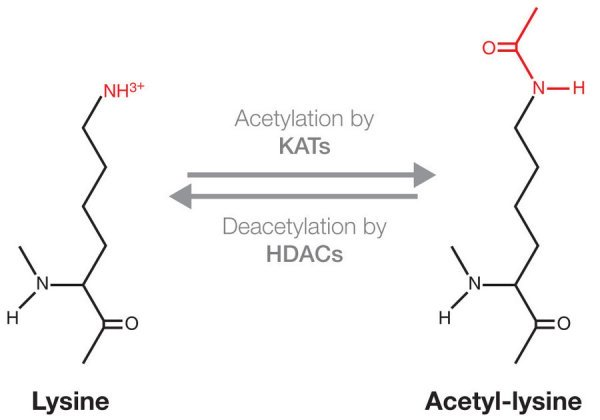 NH3+
O=
N—H
Acetylation by
KATs
Deacetylation by
HDACs
N
H
=O
N
H
=O
Lysine
Acetyl-lysine